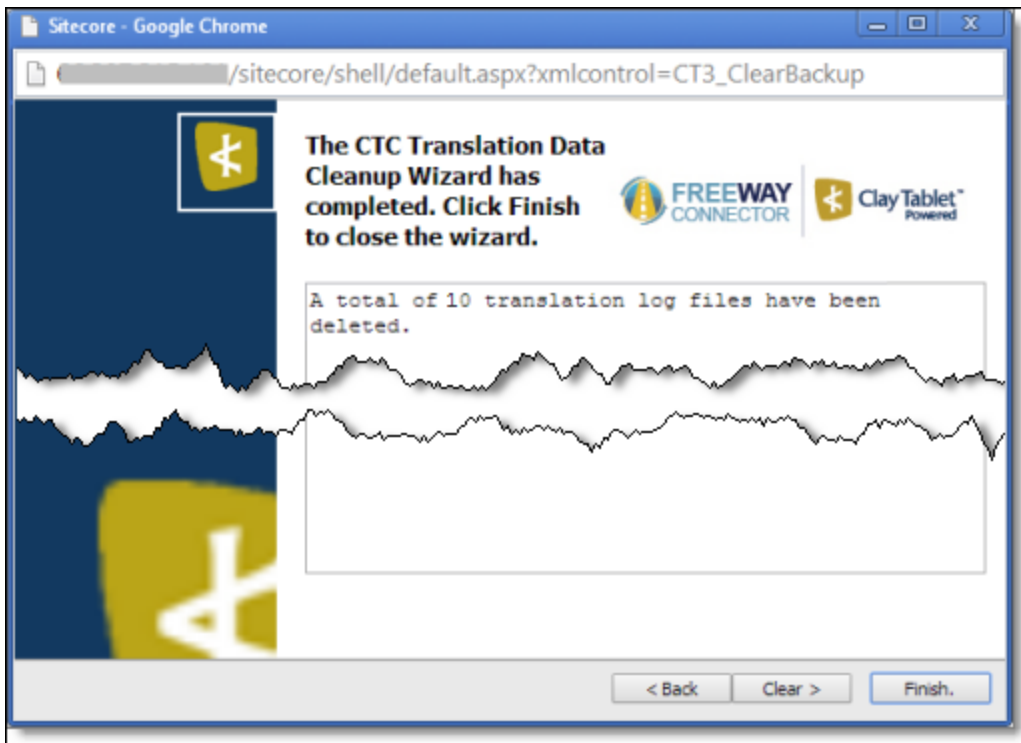 Sitecore - Google Chrome
/sitecore/shell/default.aspx?xmlcontrol=CT3_ClearBackup
The CTC Translation Data
Cleanup Wizard has
completed. Click Finish
to close the wizard.
FREEWAY
CONNECTOR
Clay Tablet™
Powered
A total of 10 translation log files have been
deleted.
< Back
Clear >
Finish.